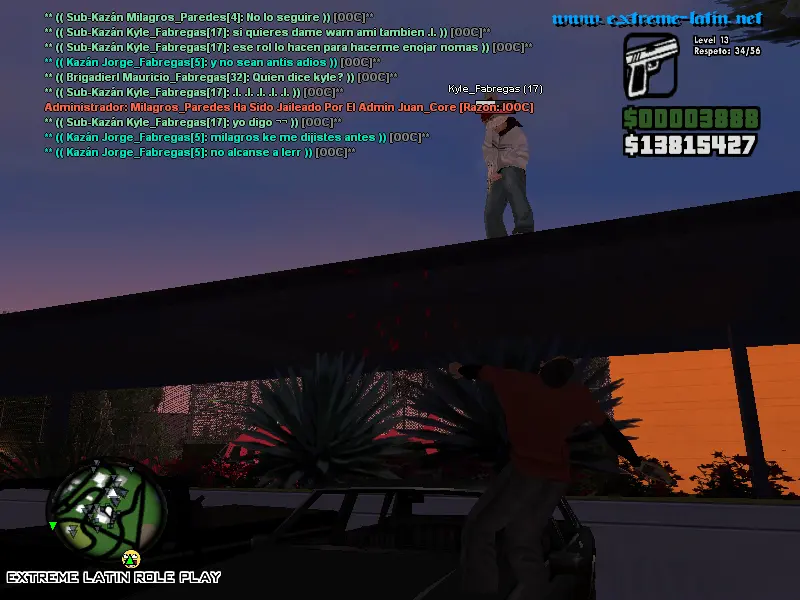 ** (( Sub-Kazán Milagros_Paredes[4]: No lo seguire )) [OOC]**
** (( Sub-Kazán Kyle_Fabregas[17]: si quieres dame warn ami tambien .l. )) [OOC]**
** (( Sub-Kazán Kyle_Fabregas[17]: ese rol lo hacen para hacerme enojar nomas )) [OOC]**
** (( Kazán Jorge_Fabregas[5]: y no sean antis adios )) [OOC]**
** (( BrigadierI Mauricio_Fabregas[32]: Quien dice kyle? )) [OOC]**
** (( Sub-Kazán Kyle_Fabregas[17]: .l. .l. .l. .l. .l. )) [OOC]**
Administrador: Milagros_Paredes Ha Sido Jaileado Por El Admin Juan_Core [Razon: IOOC]
** (( Sub-Kazán Kyle_Fabregas[17]: yo digo ¬¬ )) [OOC]**
** (( Kazán Jorge_Fabregas[5]: milagros ke me dijistes antes )) [OOC]**
** (( Kazán Jorge_Fabregas[5]: no alcanse a lerr )) [OOC]**
www.extreme-latin.net
Level 13
Respeto: 34/56
$00003888
$13815427
Kyle_Fabregas (17)
EXTREME LATIN ROLE PLAY